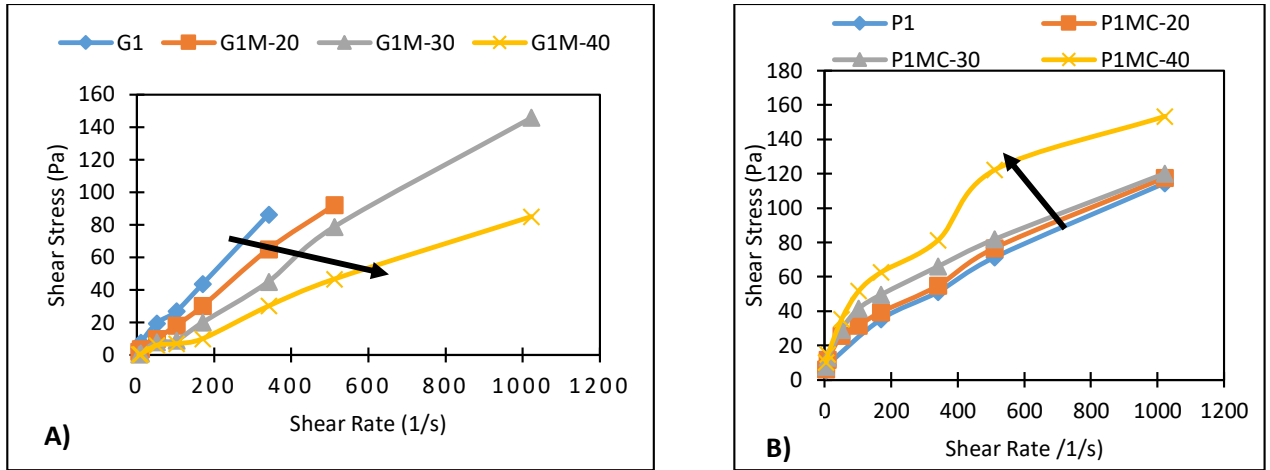 G1 G1M-20 G1M-30 G1M-40
160
140
120
100
80
60
40
20
0
0 200 400 600 800 1000 1200
Shear Stress (Pa)
Shear Rate (1/s)
A)
P1 P1MC-20
P1MC-30 P1MC-40
180
160
140
120
100
80
60
40
20
0
0 200 400 600 800 1000 1200
Shear Stress (Pa)
Shear Rate /1/s)
B)